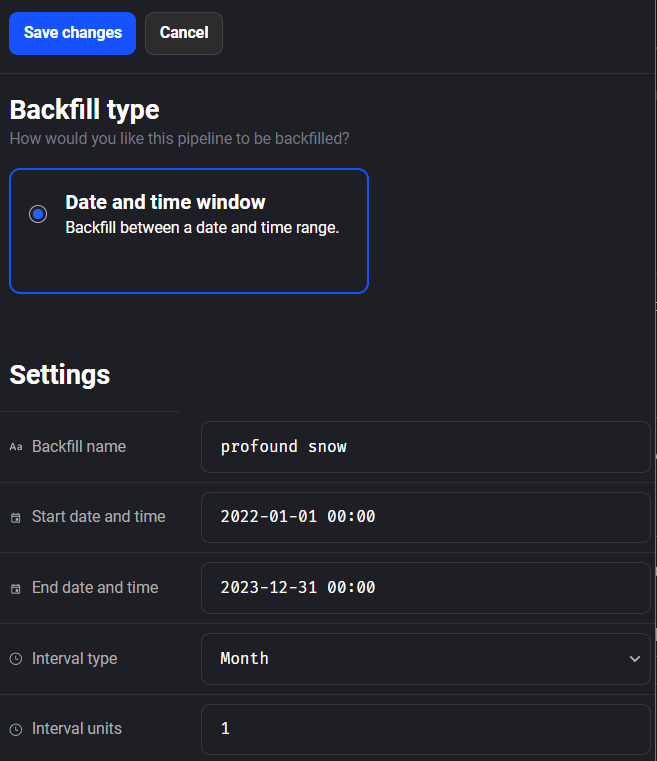 Save changes Cancel
Backfill type
How would you like this pipeline to be backfilled?
Date and time window
Backfill between a date and time range.
Settings
Aa Backfill name profound snow
Start date and time 2022-01-01 00:00
End date and time 2023-12-31 00:00
Interval type Month
Interval units 1